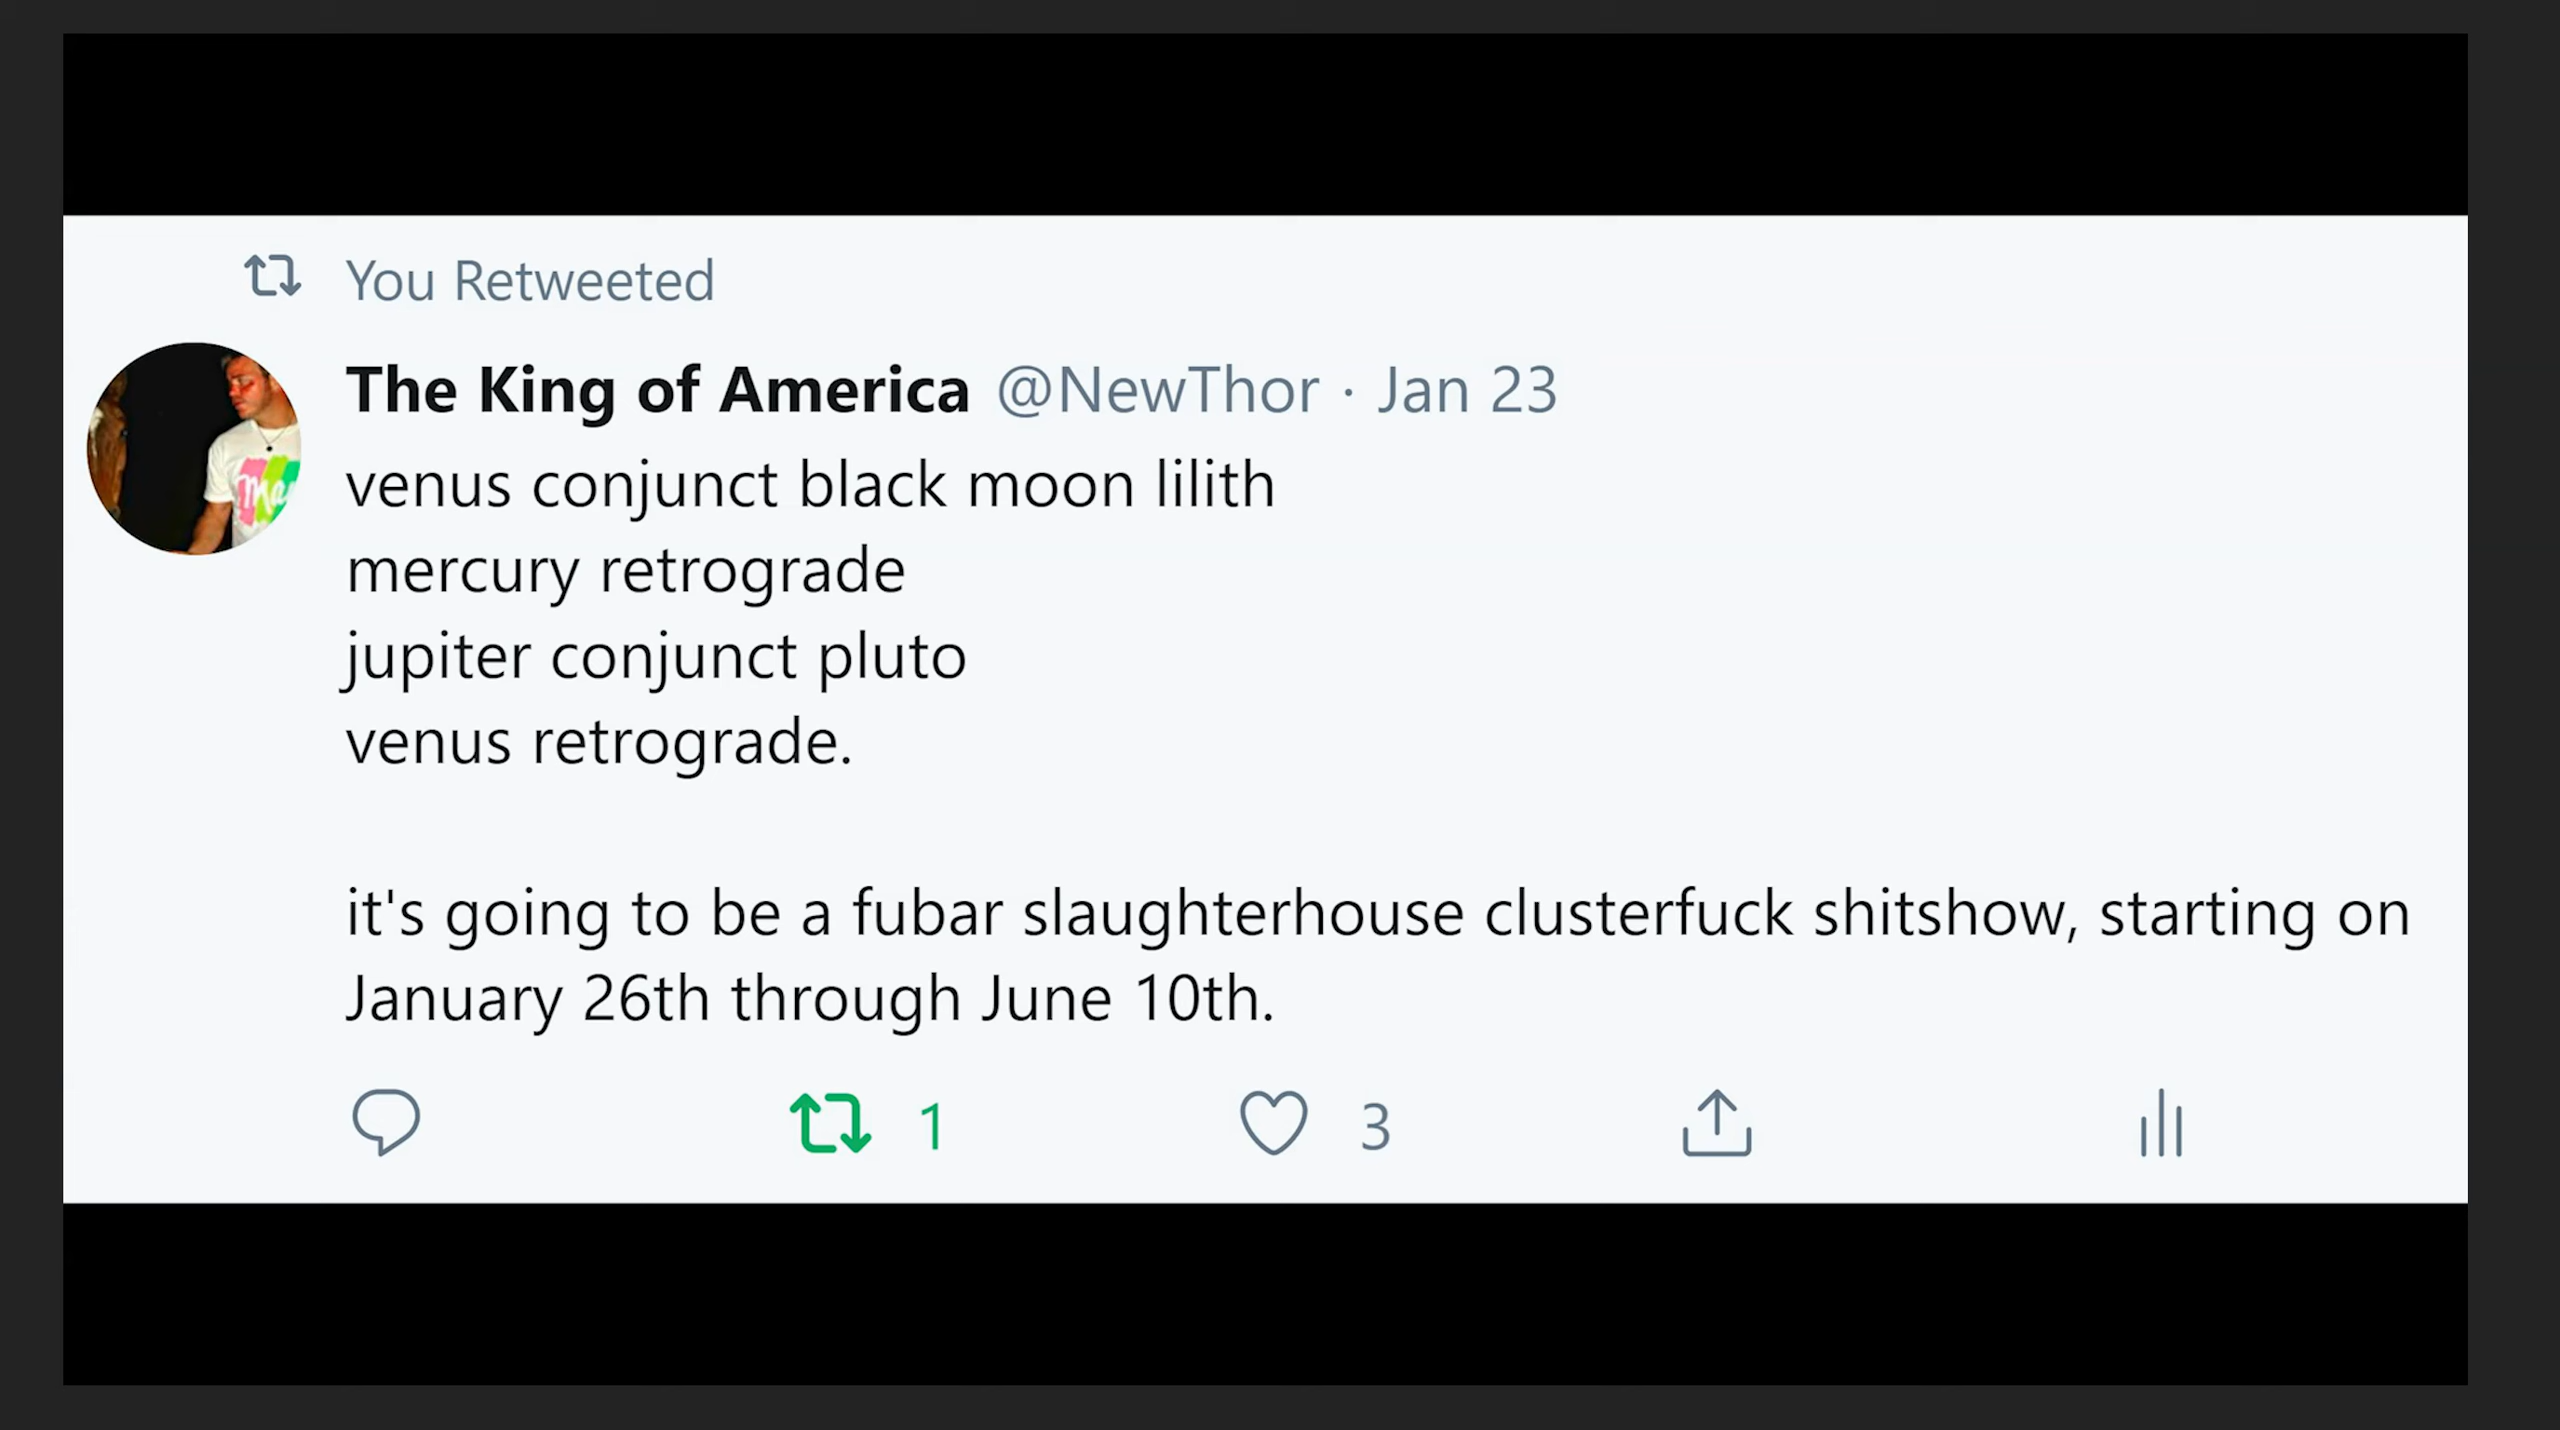 You Retweeted
The King of America @NewThor · Jan 23
venus conjunct black moon lilith
mercury retrograde
jupiter conjunct pluto
venus retrograde.
it's going to be a fubar slaughterhouse clusterfuck shitshow, starting on
January 26th through June 10th.
1 3